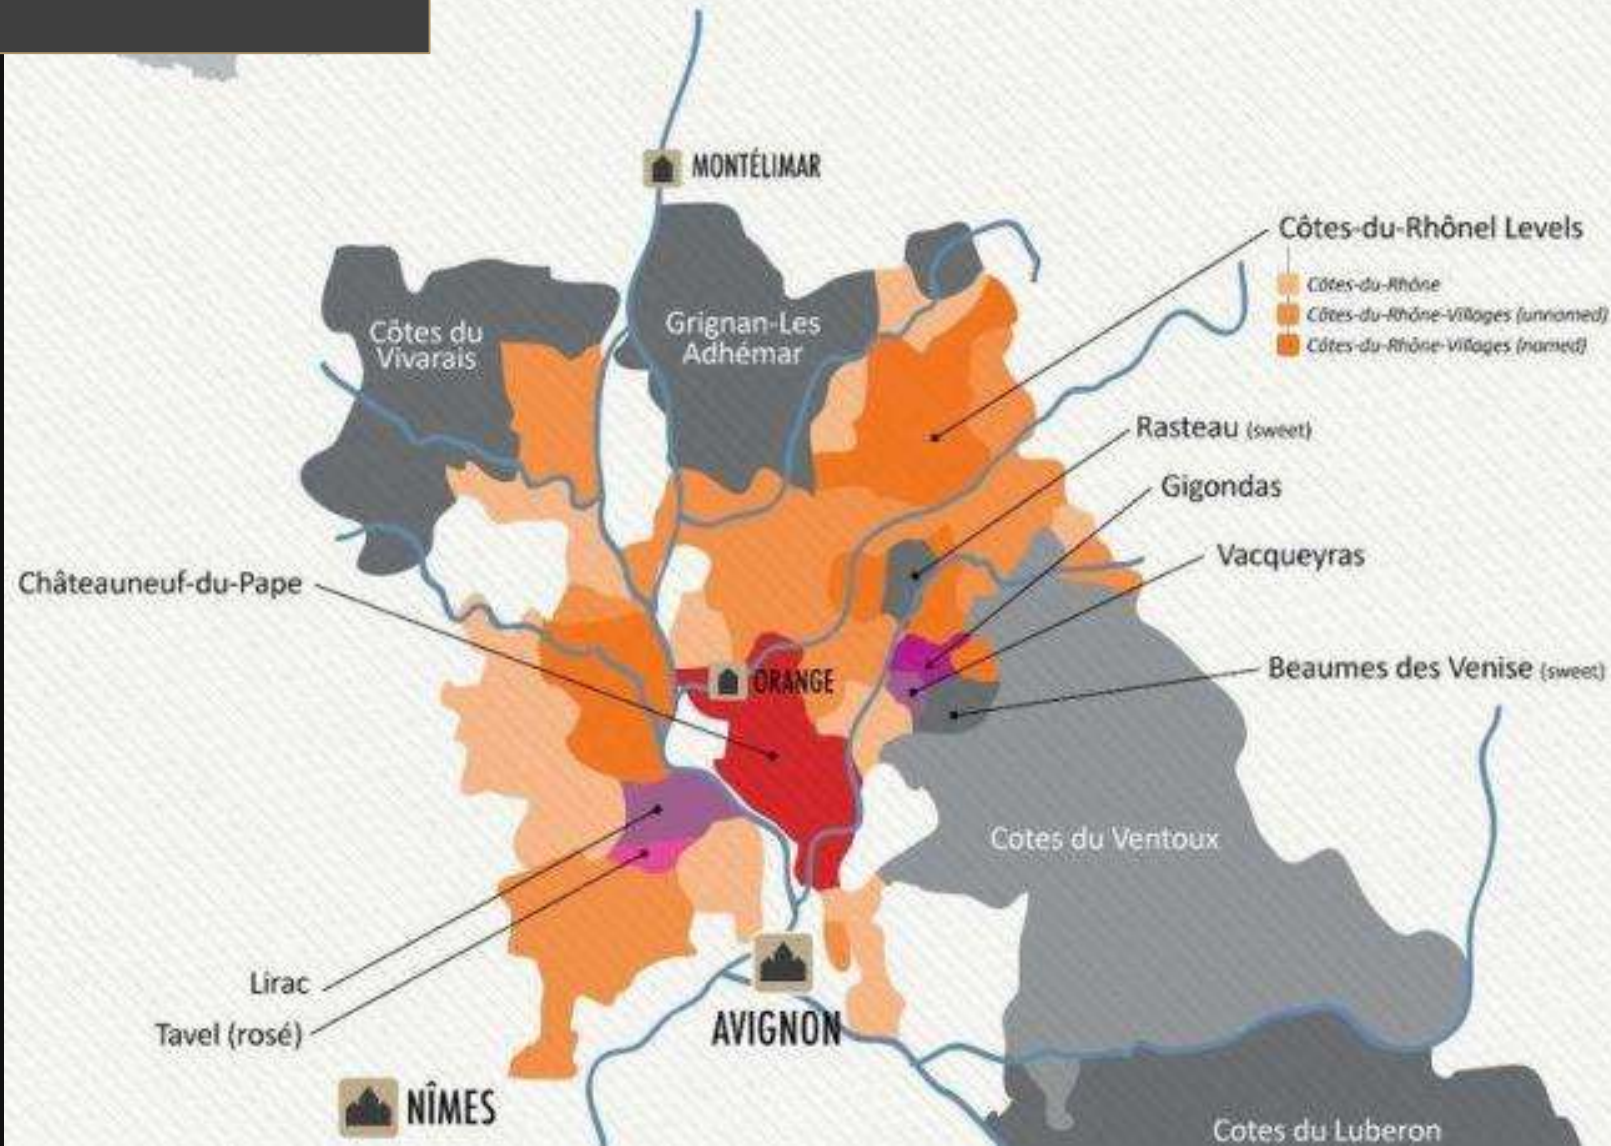 MONTÉLIMAR
Côtes-du-Rhônel Levels
Côtes-du-Rhône
Côtes-du-Rhône-Villages (unnamed)
Côtes-du-Rhône-Villages (named)
Côtes du
Vivarais
Grignan-Les
Adhémar
Rasteau (sweet)
Gigondas
Vacqueyras
Châteauneuf-du-Pape
Beaumes des Venise (sweet)
ORANGE
Cotes du Ventoux
Lirac
Tavel (rosé)
AVIGNON
NÎMES
Cotes du Luberon